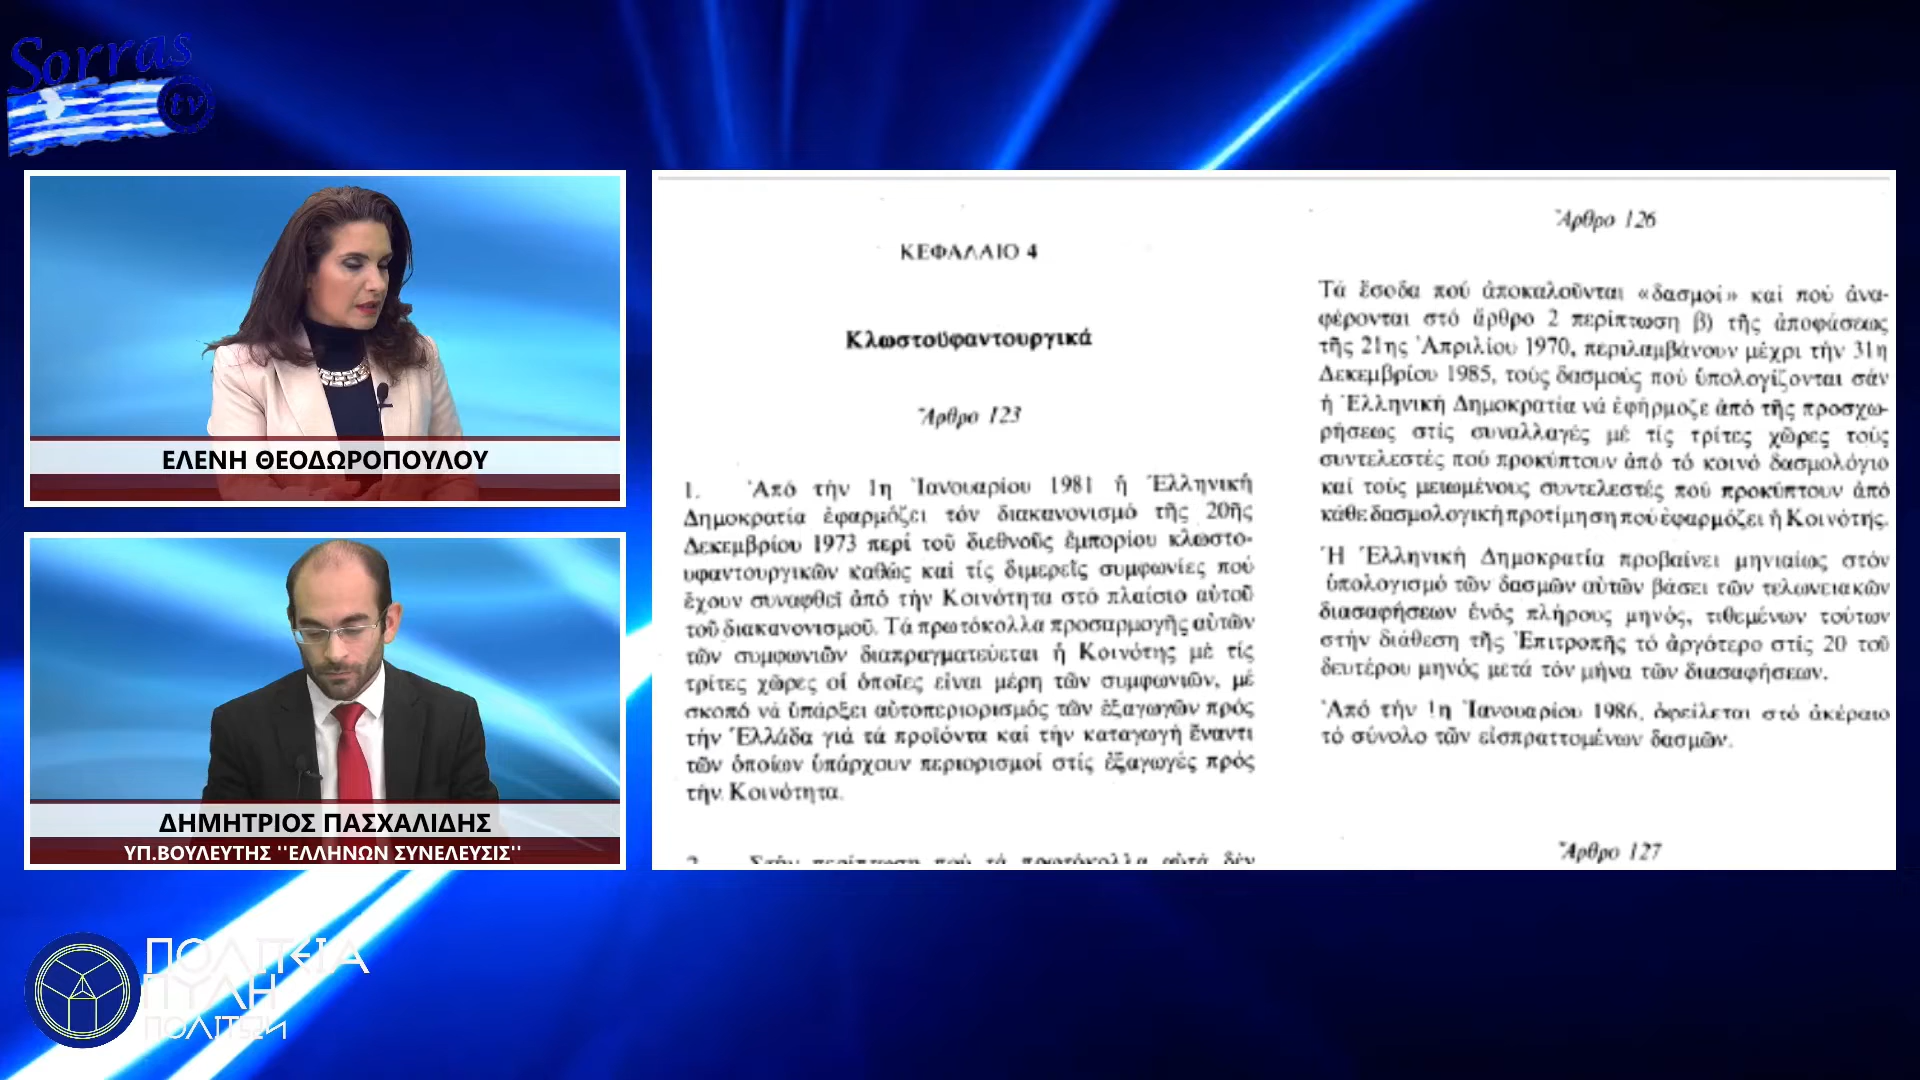 Sorras
tv
ΕΛΕΝΗ ΘΕΟΔΩΡΟΠΟΥΛΟΥ
ΔΗΜΗΤΡΙΟΣ ΠΑΣΧΑΛΙΔΗΣ
ΥΠ.ΒΟΥΛΕΥΤΗΣ ''ΕΛΛΗΝΩΝ ΣΥΝΕΛΕΥΣΙΣ''
ΠΟΛΙΤΕΙΑ
ΠΥΛΗ
ΠΟΛΙΤΩΝ
ΚΕΦΑΛΑΙΟ 4
Κλωστοϋφαντουργικά
Ἄρθρο 123
1. Ἀπό τήν 1η Ἰανουαρίου 1981 ἡ Ἑλληνική
Δημοκρατία ἐφαρμόζει τόν διακανονισμό τῆς 20ῆς
Δεκεμβρίου 1973 περί τοῦ διεθνοῦς ἐμπορίου κλωστο-
υφαντουργικῶν καθώς καί τίς διμερεῖς συμφωνίες πού
ἔχουν συναφθεῖ ἀπό τήν Κοινότητα στό πλαίσιο αὐτοῦ
τοῦ διακανονισμοῦ. Τά πρωτόκολλα προσαρμογῆς αὐτῶν
τῶν συμφωνιῶν διαπραγματεύεται ἡ Κοινότης μέ τίς
τρίτες χῶρες οἱ ὁποῖες εἶναι μέρη τῶν συμφωνιῶν, μέ
σκοπό νά ὑπάρξει αὐτοπεριορισμός τῶν ἐξαγωγῶν πρός
τήν Ἑλλάδα γιά τά προϊόντα καί τήν καταγωγή ἔναντι
τῶν ὁποίων ὑπάρχουν περιορισμοί στίς ἐξαγωγές πρός
τήν Κοινότητα.
2. Στήν περίπτωση πού τά πρωτόκολλα αὐτά δέν
Ἄρθρο 126
Τά ἔσοδα πού ἀποκαλοῦνται «δασμοί» καί πού ἀνα-
φέρονται στό ἄρθρο 2 περίπτωση β) τῆς ἀποφάσεως
τῆς 21ης Ἀπριλίου 1970, περιλαμβάνουν μέχρι τήν 31η
Δεκεμβρίου 1985, τούς δασμούς πού ὑπολογίζονται σάν
ἡ Ἑλληνική Δημοκρατία νά ἐφήρμοζε ἀπό τῆς προσχω-
ρήσεως στίς συναλλαγές μέ τίς τρίτες χῶρες τούς
συντελεστές πού προκύπτουν ἀπό τό κοινό δασμολόγιο
καί τούς μειωμένους συντελεστές πού προκύπτουν ἀπό
κάθε δασμολογική προτίμηση πού ἐφαρμόζει ἡ Κοινότης.
Ἡ Ἑλληνική Δημοκρατία προβαίνει μηνιαίως στόν
ὑπολογισμό τῶν δασμῶν αὐτῶν βάσει τῶν τελωνειακῶν
διασαφήσεων ἑνός πλήρους μηνός, τιθεμένων τούτων
στήν διάθεση τῆς Ἐπιτροπῆς τό ἀργότερο στίς 20 τοῦ
δευτέρου μηνός μετά τόν μήνα τῶν διασαφήσεων.
Ἀπό τήν 1η Ἰανουαρίου 1986, ὀφείλεται στό ἀκέραιο
τό σύνολο τῶν εἰσπραττομένων δασμῶν.
Ἄρθρο 127